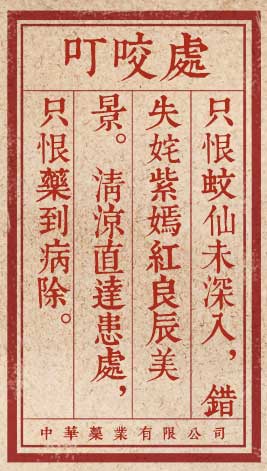 叮咬處
只恨蚊仙未深入，錯
失姹紫嫣紅良辰美
景。清涼直達患處，
只恨藥到病除。
中華藥業有限公司